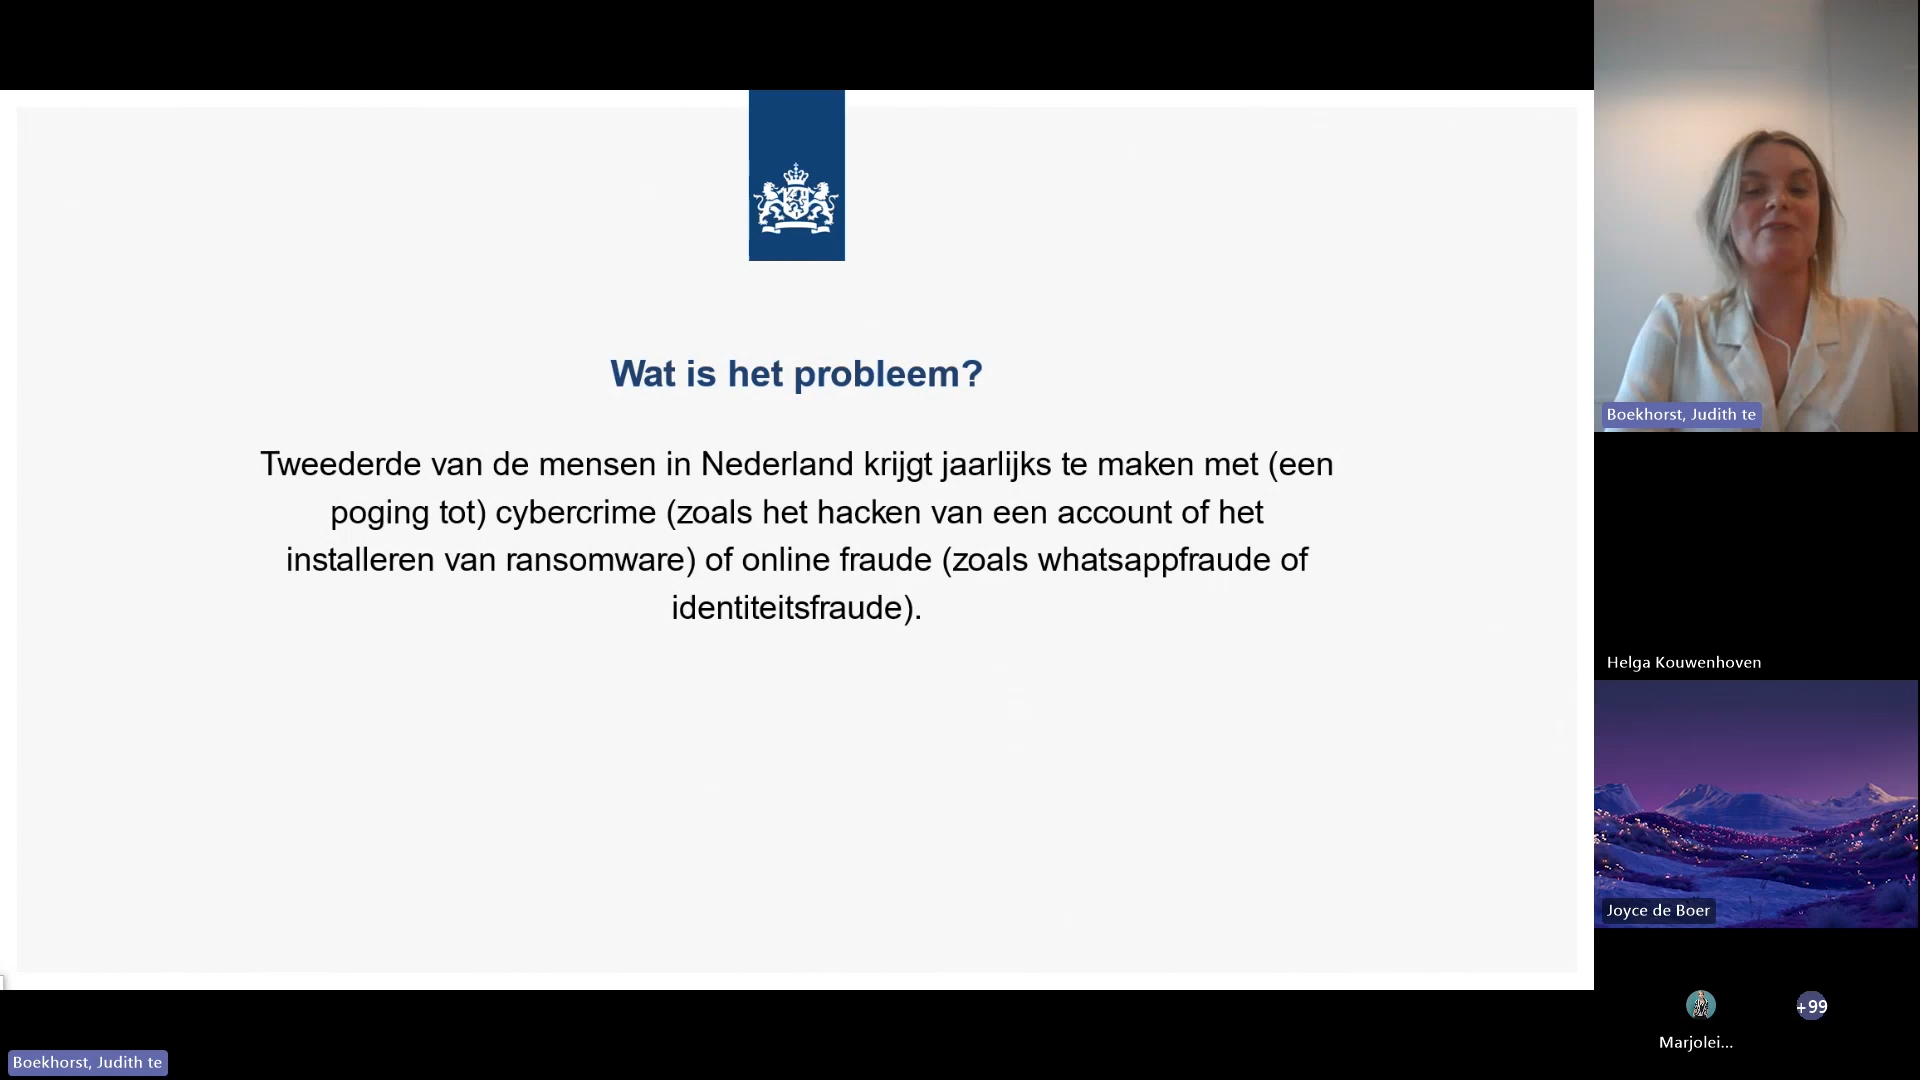 Wat is het probleem?
Tweederde van de mensen in Nederland krijgt jaarlijks te maken met (een
poging tot) cybercrime (zoals het hacken van een account of het
installeren van ransomware) of online fraude (zoals whatsappfraude of
identiteitsfraude).
Boekhorst, Judith te
Helga Kouwenhoven
Joyce de Boer
+99
Marjolei...
Boekhorst, Judith te